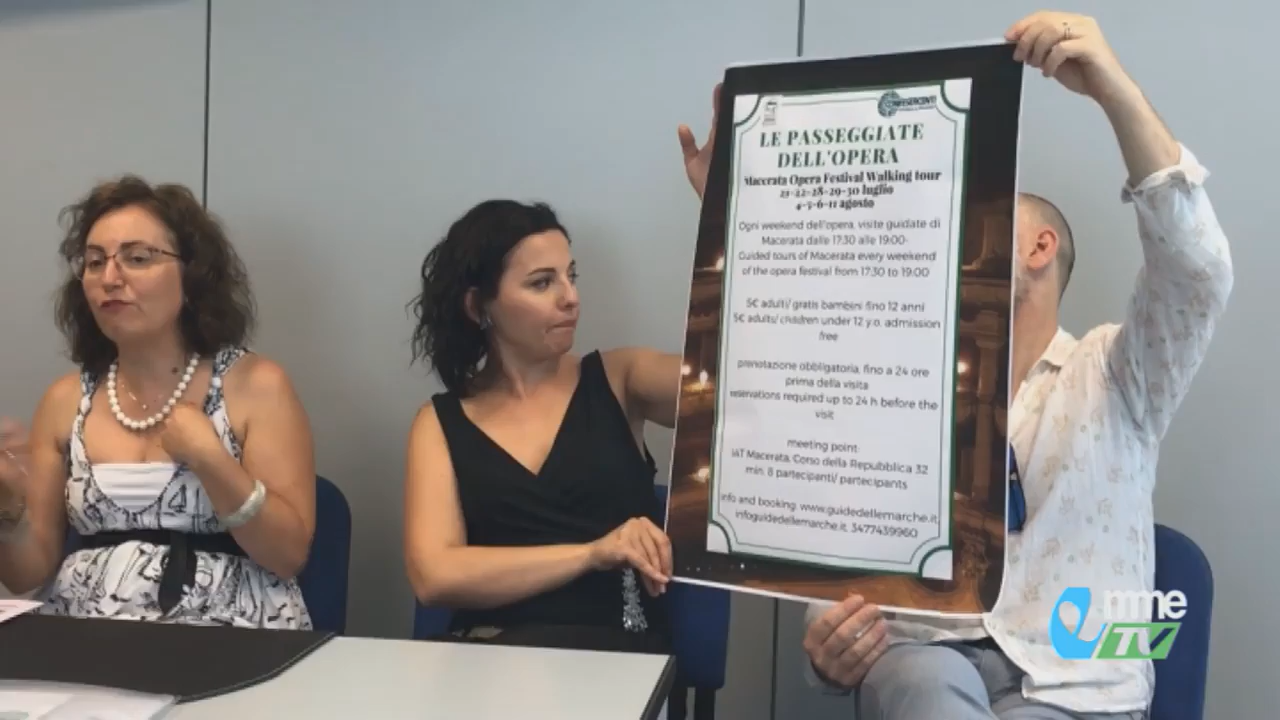 CONFESERCENTI
LE PASSEGGIATE
DELL'OPERA
Macerata Opera Festival Walking tour
21-22-28-29-30 luglio
4-5-6-11 agosto
Ogni weekend dell'opera, visite guidate di
Macerata dalle 17:30 alle 19:00-
Guided tours of Macerata every weekend
of the opera festival from 17:30 to 19:00
5€ adulti/ gratis bambini fino 12 anni
5€ adults/ children under 12 y.o. admission
free
prenotazione obbligatoria, fino a 24 ore
prima della visita
reservations required up to 24 h before the
visit
meeting point:
IAT Macerata, Corso della Repubblica 32
min. 8 partecipanti/ partecipants
info and booking: www.guidedellemarche.it,
infoguidedellemarche.it, 3477439960
emme
TV